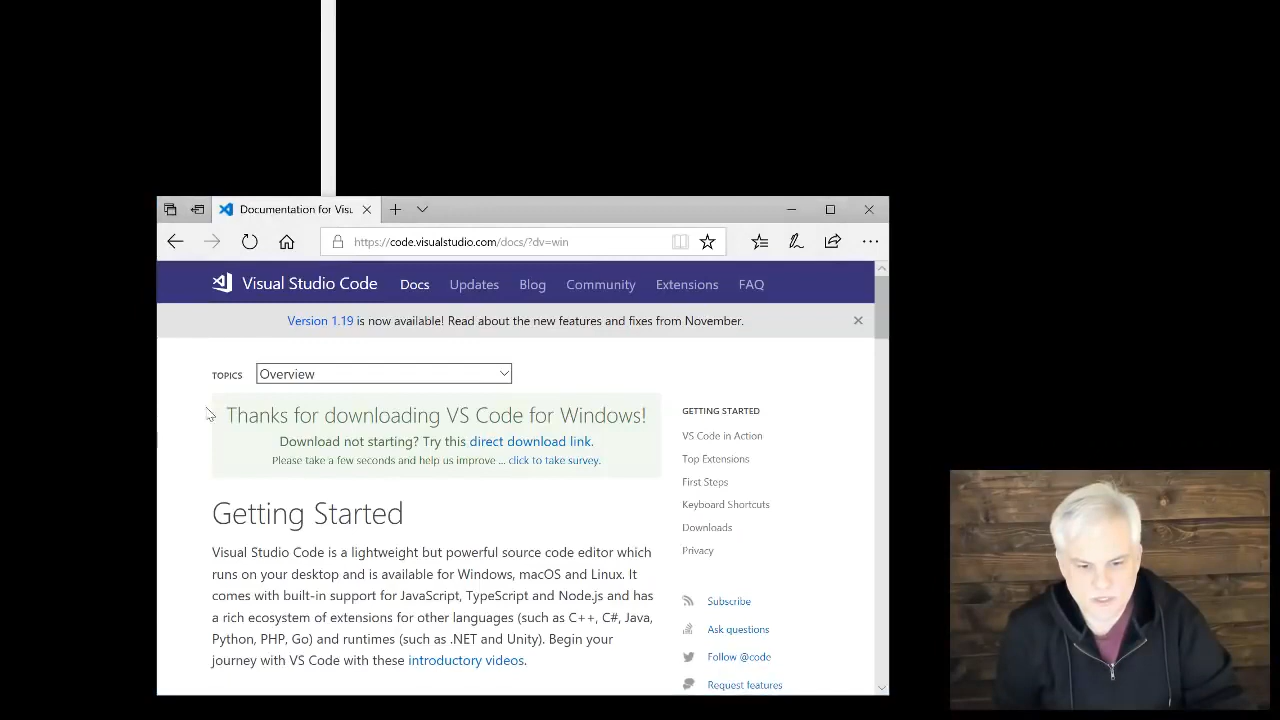 Documentation for Visu
https://code.visualstudio.com/docs/?dv=win
Visual Studio Code
Docs
Updates
Blog
Community
Extensions
FAQ
Version 1.19 is now available! Read about the new features and fixes from November.
TOPICS
Overview
Thanks for downloading VS Code for Windows!
Download not starting? Try this direct download link.
Please take a few seconds and help us improve ... click to take survey.
Getting Started
Visual Studio Code is a lightweight but powerful source code editor which
runs on your desktop and is available for Windows, macOS and Linux. It
comes with built-in support for JavaScript, TypeScript and Node.js and has
a rich ecosystem of extensions for other languages (such as C++, C#, Java,
Python, PHP, Go) and runtimes (such as .NET and Unity). Begin your
journey with VS Code with these introductory videos.
GETTING STARTED
VS Code in Action
Top Extensions
First Steps
Keyboard Shortcuts
Downloads
Privacy
Subscribe
Ask questions
Follow @code
Request features